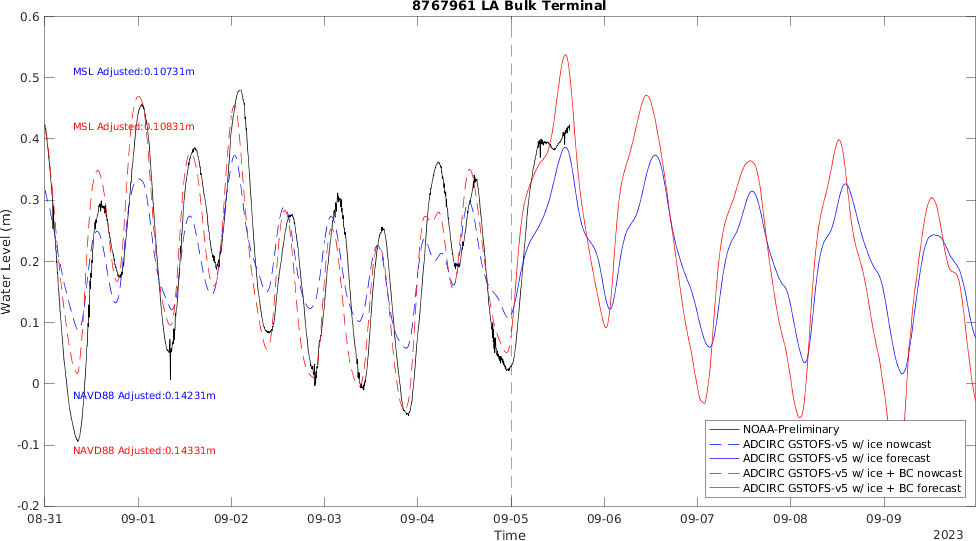 8767961 LA Bulk Terminal
0.6
0.5
0.4
0.3
0.2
0.1
0
-0.1
-0.2
Water Level (m)
MSL Adjusted:0.10731m
MSL Adjusted:0.10831m
NAVD88 Adjusted:0.14231m
NAVD88 Adjusted:0.14331m
NOAA-Preliminary
ADCIRC GSTOFS-v5 w/ ice nowcast
ADCIRC GSTOFS-v5 w/ ice forecast
ADCIRC GSTOFS-v5 w/ ice + BC nowcast
ADCIRC GSTOFS-v5 w/ ice + BC forecast
08-31 09-01 09-02 09-03 09-04 09-05 09-06 09-07 09-08 09-09
Time
2023